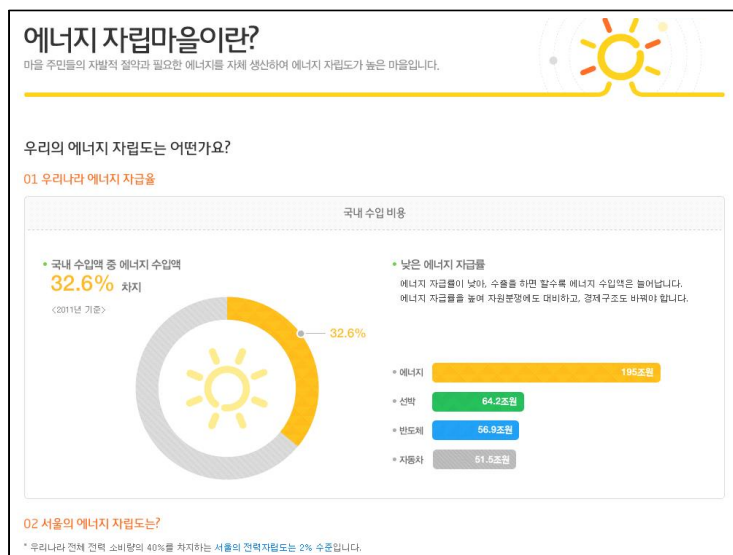 에너지 자립마을이란?
마을 주민들의 자발적 절약과 필요한 에너지를 자체 생산하여 에너지 자립도가 높은 마을입니다.
우리의 에너지 자립도는 어떤가요?
01 우리나라 에너지 자급율
국내 수입 비용
• 국내 수입액 중 에너지 수입액
32.6% 차지
<2011년 기준>
32.6%
• 낮은 에너지 자급률
에너지 자급률이 낮아, 수출을 하면 할수록 에너지 수입액은 늘어납니다.
에너지 자급률을 높여 자원분쟁에도 대비하고, 경제구조도 바꿔야 합니다.
• 에너지 195조원
• 선박 64.2조원
• 반도체 56.9조원
• 자동차 51.5조원
02 서울의 에너지 자립도는?
* 우리나라 전체 전력 소비량의 40%를 차지하는 서울의 전력자립도는 2% 수준입니다.